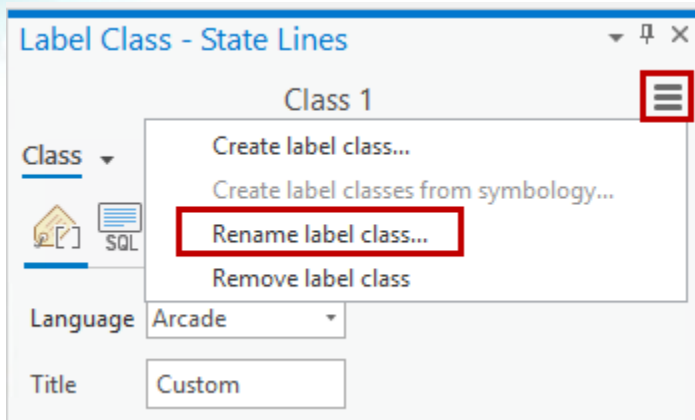 Label Class - State Lines
Class 1
Create label class...
Class
Create label classes from symbology...
Rename label class...
SQL
Remove label class
Language Arcade
Title Custom